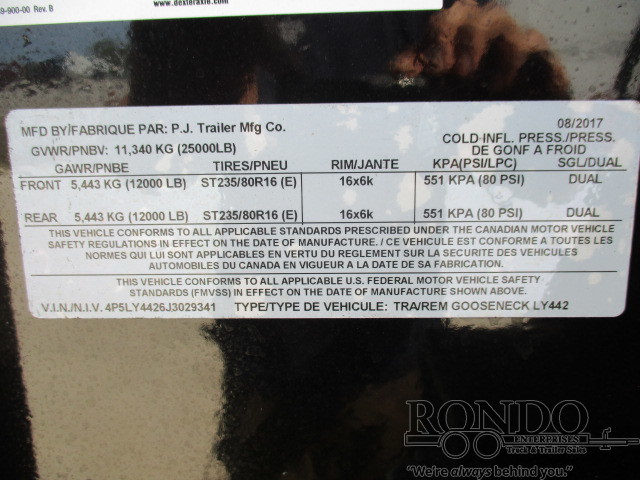 9-900-00 Rev. B
www.dexteraxle.com
MFD BY/FABRIQUE PAR: P.J. Trailer Mfg Co. 08/2017
GVWR/PNBV: 11,340 KG (25000LB) COLD INFL. PRESS./PRESS. DE GONF A FROID
GAWR/PNBE TIRES/PNEU RIM/JANTE KPA(PSI/LPC) SGL/DUAL
FRONT 5,443 KG (12000 LB) ST235/80R16 (E) 16x6k 551 KPA (80 PSI) DUAL
REAR 5,443 KG (12000 LB) ST235/80R16 (E) 16x6k 551 KPA (80 PSI) DUAL
THIS VEHICLE CONFORMS TO ALL APPLICABLE STANDARDS PRESCRIBED UNDER THE CANADIAN MOTOR VEHICLE
SAFETY REGULATIONS IN EFFECT ON THE DATE OF MANUFACTURE. / CE VEHICULE EST CONFORME A TOUTES LES
NORMES QUI LUI SONT APPLICABLES EN VERTU DU REGLEMENT SUR LA SECURITE DES VEHICULES
AUTOMOBILES DU CANADA EN VIGUEUR A LA DATE DE SA FABRICATION.
THIS VEHICLE CONFORMS TO ALL APPLICABLE U.S. FEDERAL MOTOR VEHICLE SAFETY
STANDARDS (FMVSS) IN EFFECT ON THE DATE OF MANUFACTURE SHOWN ABOVE.
V.I.N./N.I.V. 4P5LY4426J3029341 TYPE/TYPE DE VEHICULE: TRA/REM GOOSENECK LY442
RONDO
ENTERPRISES
Truck & Trailer Sales
"We're always behind you."